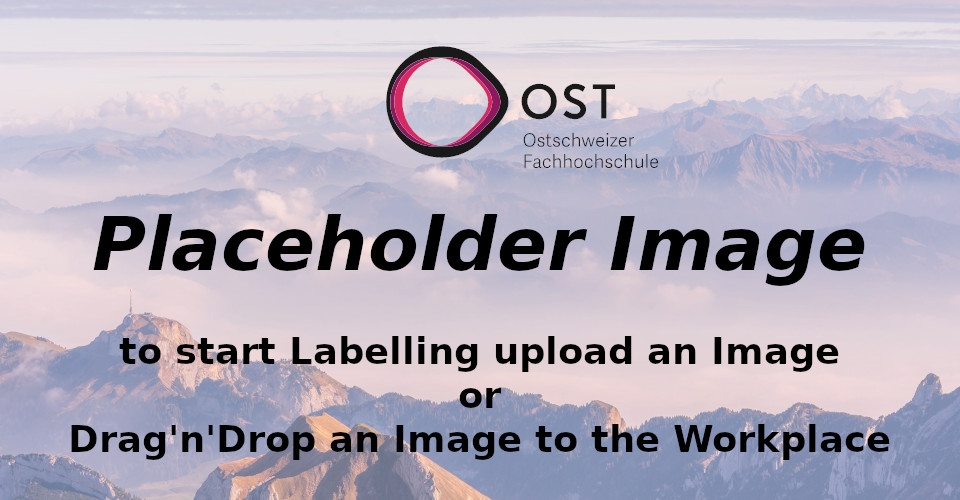 OST
Ostschweizer
Fachhochschule
Placeholder Image
to start Labelling upload an Image
or
Drag'n'Drop an Image to the Workplace